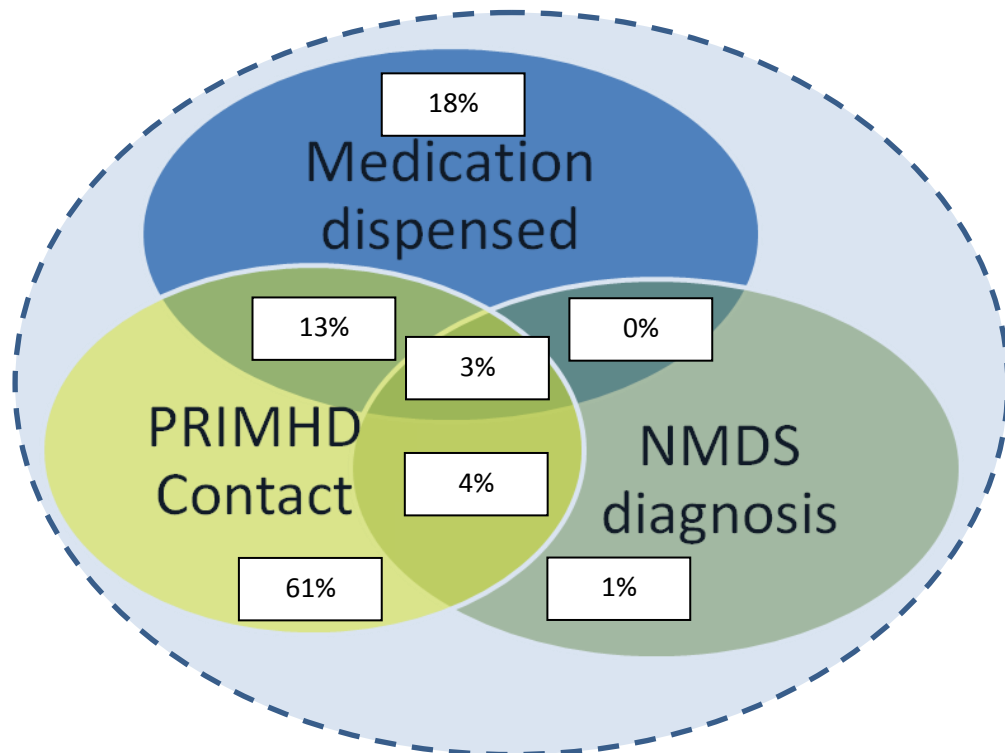 18%
Medication
dispensed
13%
0%
3%
PRIMHD
Contact
NMDS
diagnosis
4%
61%
1%